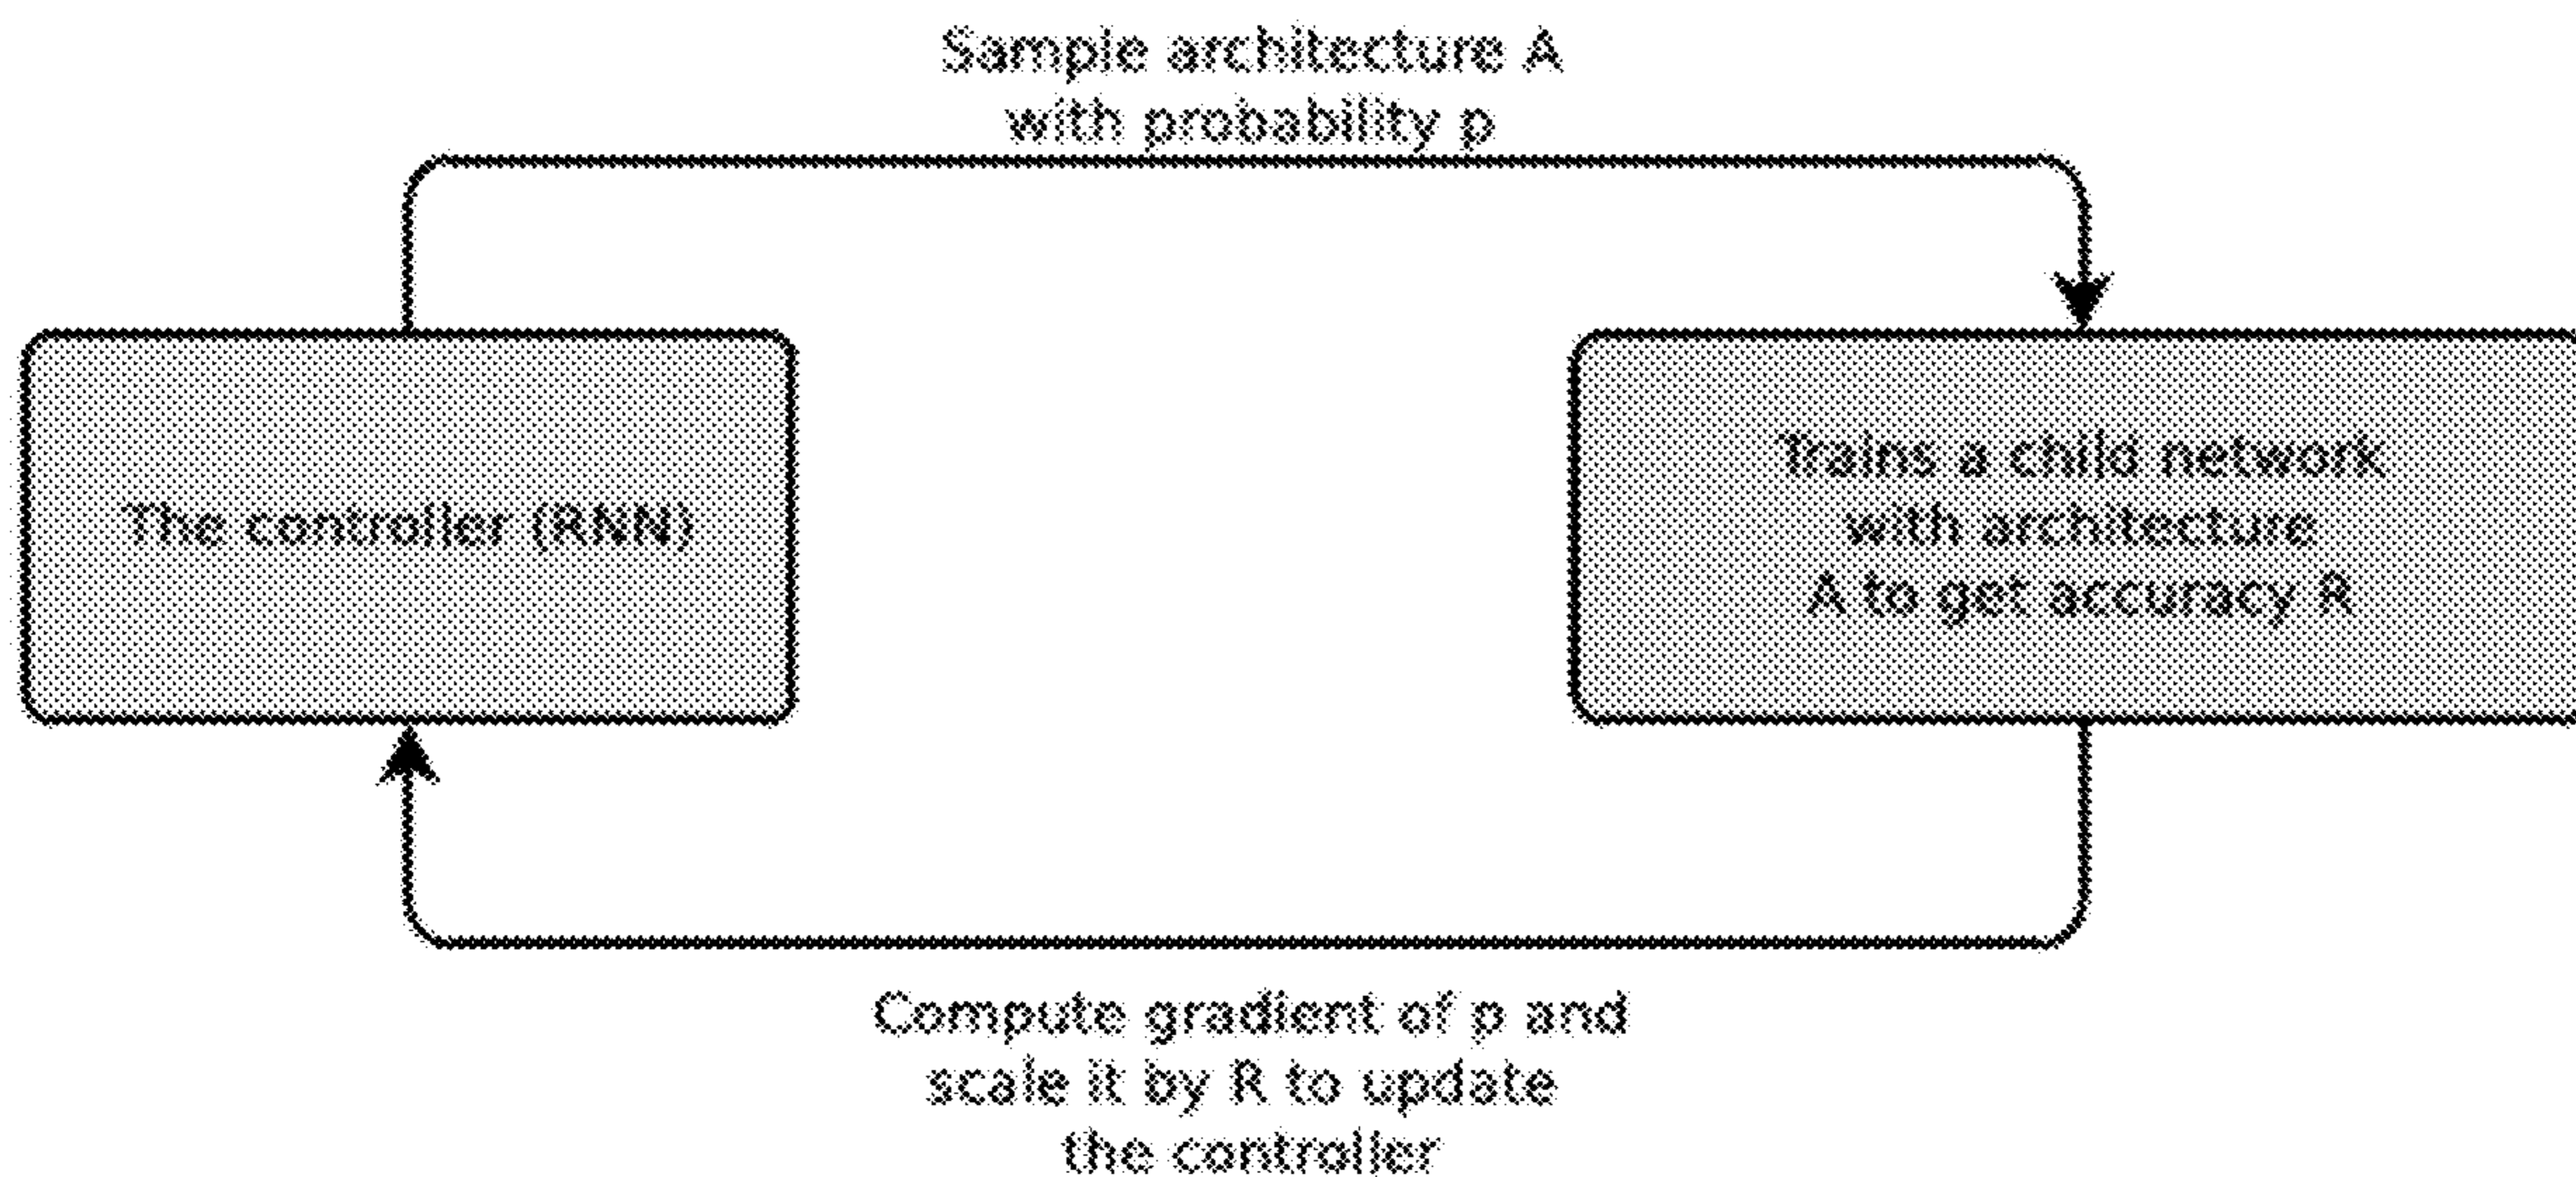 Sample architecture A
with probability p
The controller (RNN)
Trains a child network
with architecture
A to get accuracy R
Compute gradient of p and
scale it by R to update
the controller